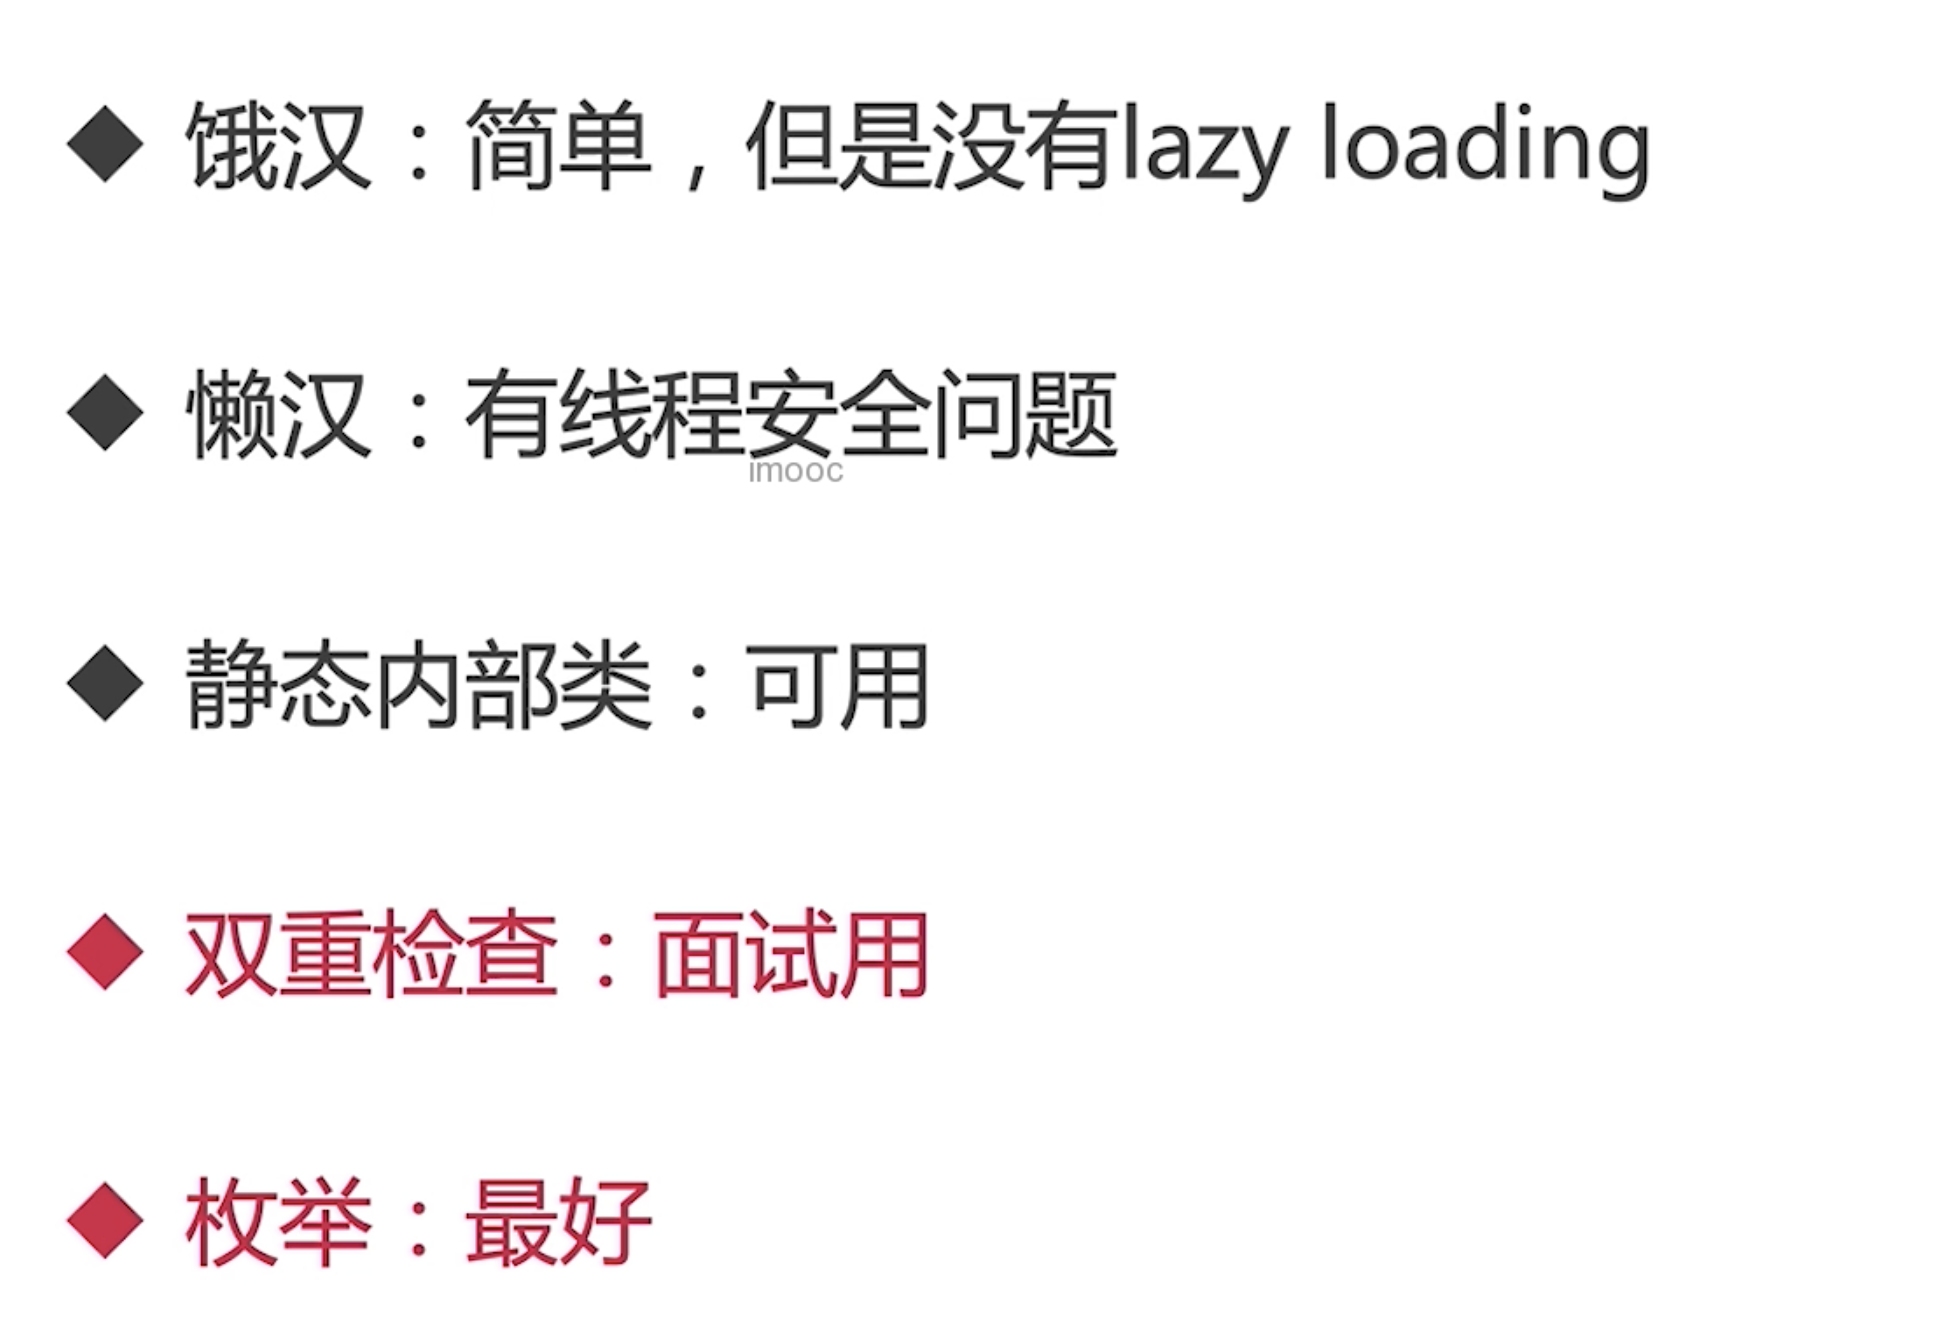 ◆ 饿汉：简单，但是没有lazy loading
◆ 懒汉：有线程安全问题
imooc
◆ 静态内部类：可用
◆ 双重检查：面试用
◆ 枚举：最好